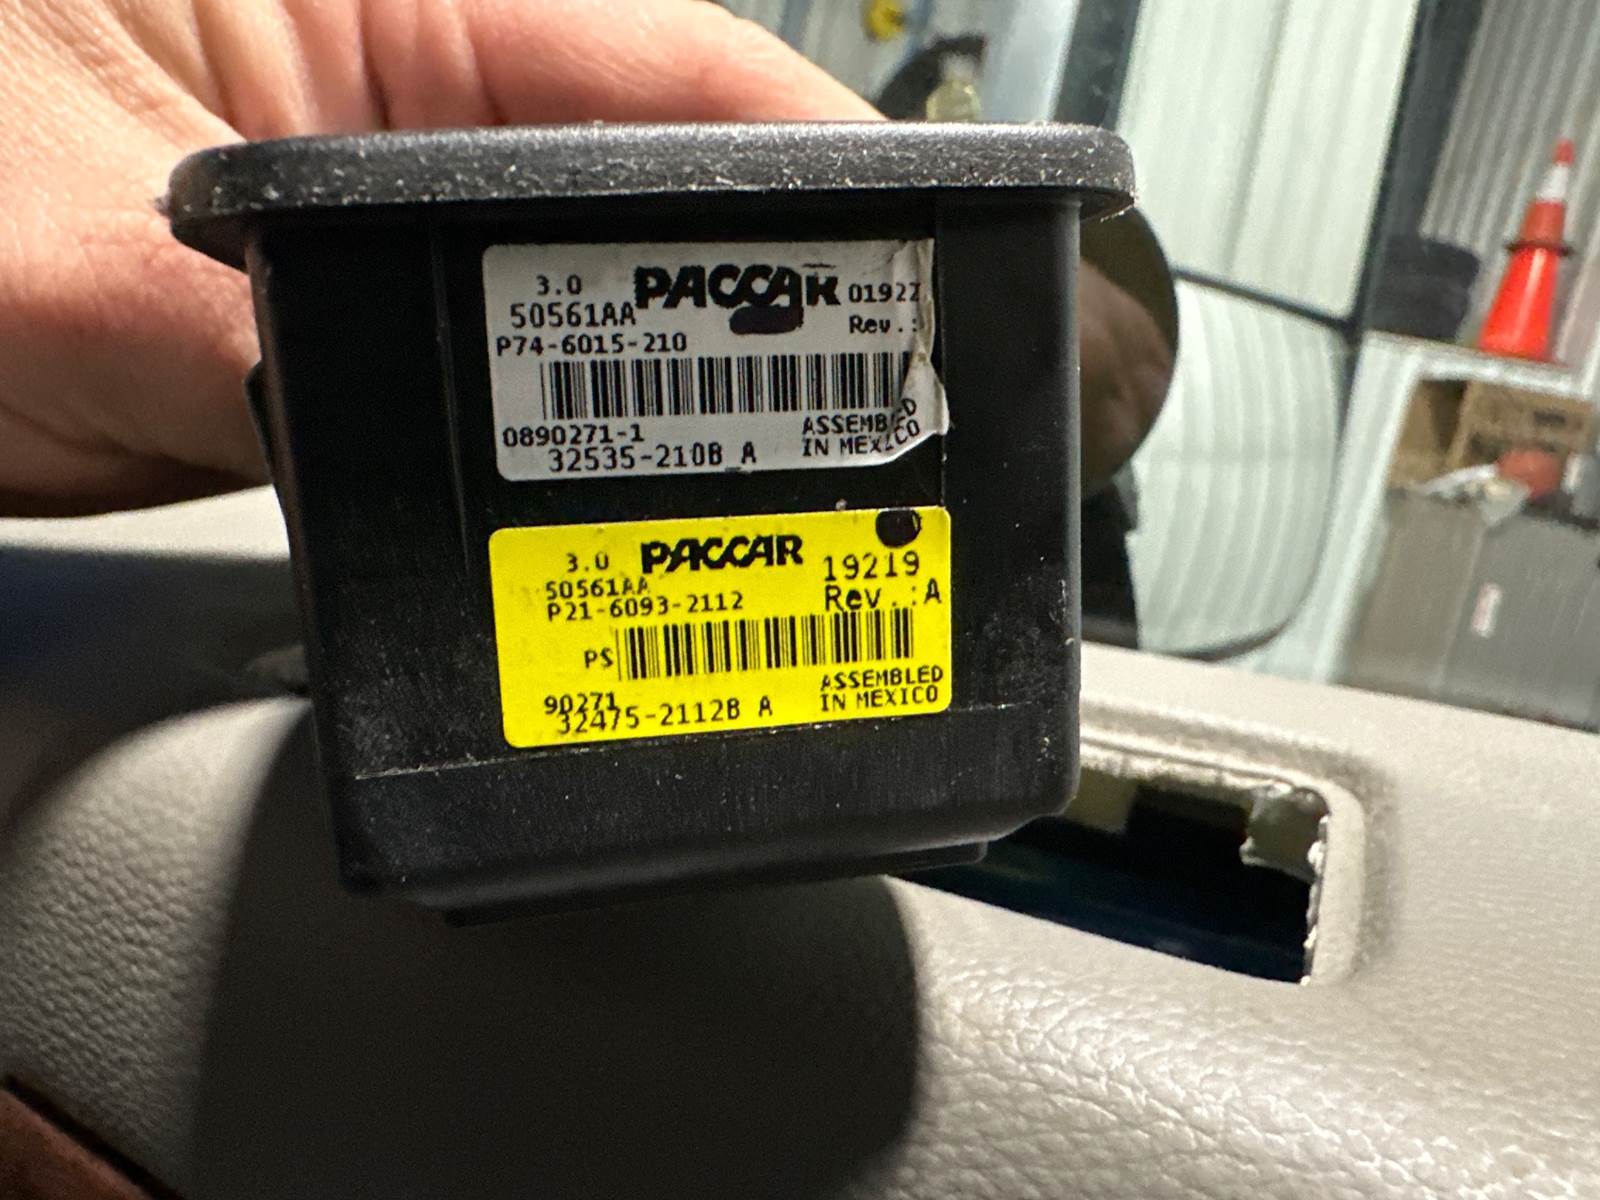 3.0 PACCAR 01922
50561AA Rev.:
P74-6015-210
0890271-1 ASSEMBLED
32535-210B A IN MEXICO
3.0 PACCAR 19219
50561AA Rev.:A
P21-6093-2112
PS
90271 ASSEMBLED
32475-2112B A IN MEXICO